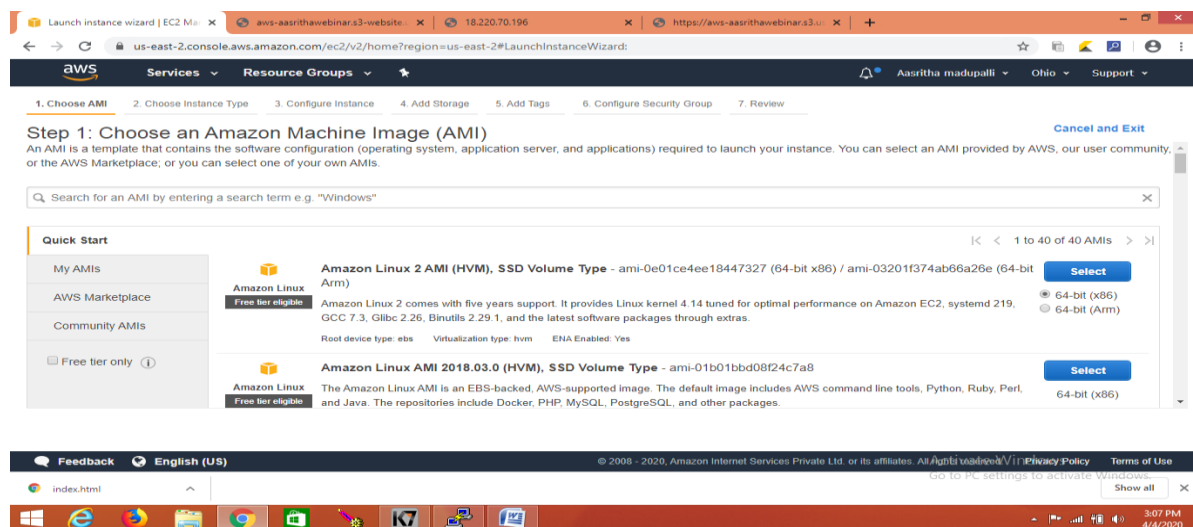 Launch instance wizard | EC2 Ma
aws-aasrithawebinar.s3-website
18.220.70.196
https://aws-aasrithawebinar.s3.u
us-east-2.console.aws.amazon.com/ec2/v2/home?region=us-east-2#LaunchInstanceWizard:
aws
Services
Resource Groups
Aasritha madupalli
Ohio
Support
1. Choose AMI
2. Choose Instance Type
3. Configure Instance
4. Add Storage
5. Add Tags
6. Configure Security Group
7. Review
Step 1: Choose an Amazon Machine Image (AMI)
Cancel and Exit
An AMI is a template that contains the software configuration (operating system, application server, and applications) required to launch your instance. You can select an AMI provided by AWS, our user community,
or the AWS Marketplace; or you can select one of your own AMIs.
Search for an AMI by entering a search term e.g. "Windows"
Quick Start
1 to 40 of 40 AMIs
My AMIs
AWS Marketplace
Community AMIs
Free tier only
Amazon Linux
Free tier eligible
Amazon Linux 2 AMI (HVM), SSD Volume Type - ami-0e01ce4ee18447327 (64-bit x86) / ami-03201f374ab66a26e (64-bit
Arm)
Amazon Linux 2 comes with five years support. It provides Linux kernel 4.14 tuned for optimal performance on Amazon EC2, systemd 219,
GCC 7.3, Glibc 2.26, Binutils 2.29.1, and the latest software packages through extras.
Root device type: ebs Virtualization type: hvm ENA Enabled: Yes
Select
64-bit (x86)
64-bit (Arm)
Amazon Linux
Free tier eligible
Amazon Linux AMI 2018.03.0 (HVM), SSD Volume Type - ami-01b01bbd08f24c7a8
The Amazon Linux AMI is an EBS-backed, AWS-supported image. The default image includes AWS command line tools, Python, Ruby, Perl,
and Java. The repositories include Docker, PHP, MySQL, PostgreSQL, and other packages.
Select
64-bit (x86)
Feedback
English (US)
© 2008 - 2020, Amazon Internet Services Private Ltd. or its affiliates. All rights reserved.
Privacy Policy
Terms of Use
Activate Windows
Go to PC settings to activate Windows.
index.html
Show all
3:07 PM
4/4/2020